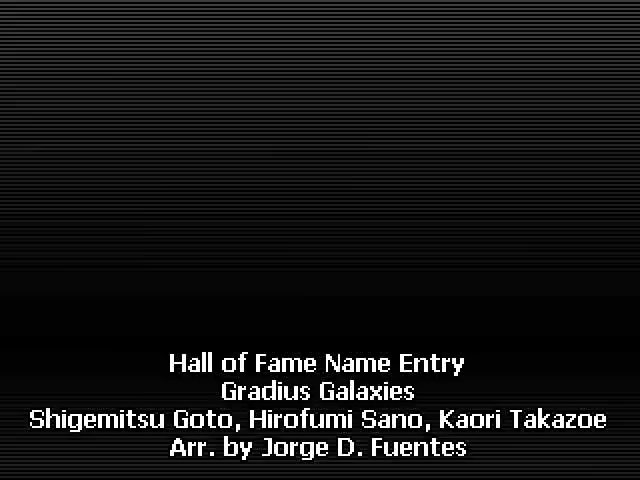 Hall of Fame Name Entry
Gradius Galaxies
Shigemitsu Goto, Hirofumi Sano, Kaori Takazoe
Arr. by Jorge D. Fuentes